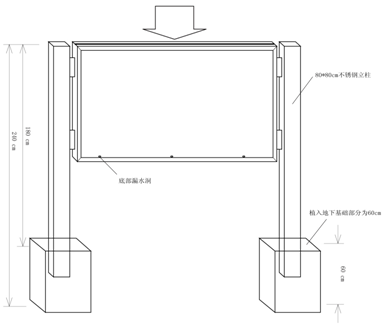 80*80cm不锈钢立柱
180 cm
240 cm
底部漏水洞
植入地下基础部分为60cm
60 cm